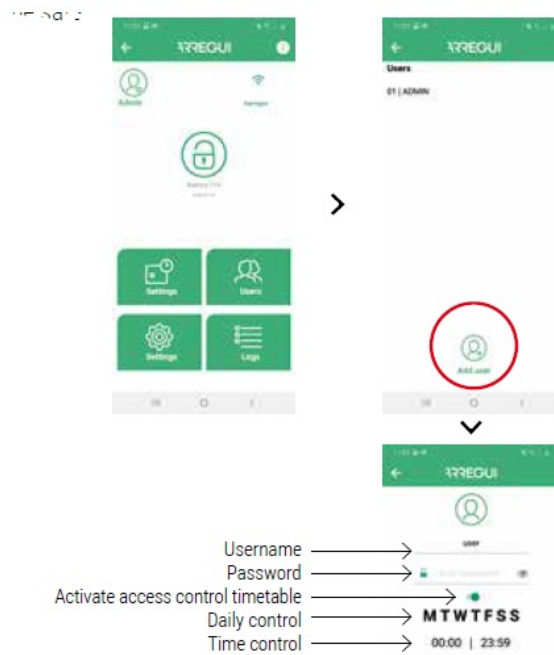 ARREGUI
Admin
Settings
Users
Settings
Logs
ARREGUI
Users
01 | ADMIN
Add user
ARREGUI
user
Username
Password
Activate access control timetable
Daily control
MTWTFSS
Time control
00:00 | 23:59